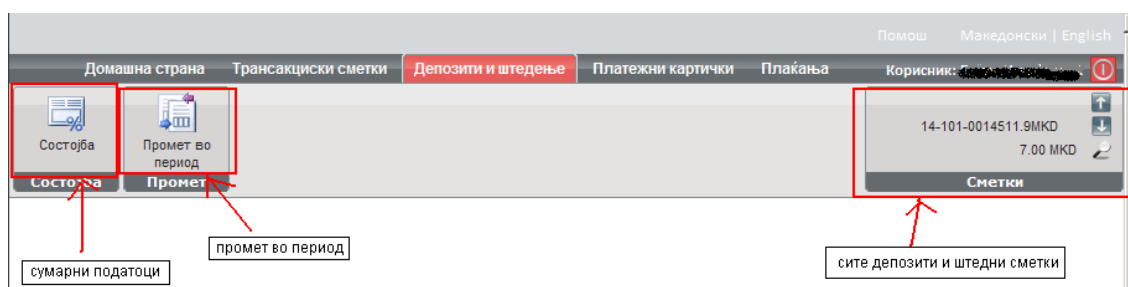 Помош Македонски | English
Домашна страна Трансакциски сметки Депозити и штедење Платежни картички Плаќања Корисник:
Состојба
Промет во
период
14-101-0014511.9MKD
7.00 MKD
Состојба Промет Сметки
промет во период
сумарни податоци
сите депозити и штедни сметки